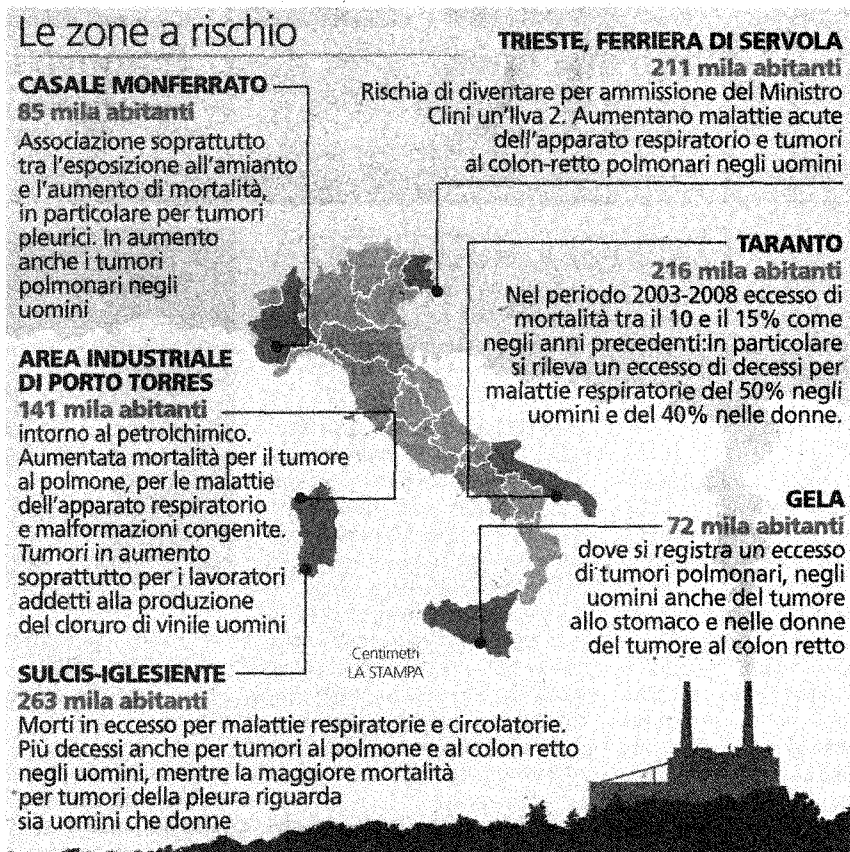 Le zone a rischio
CASALE MONFERRATO
85 mila abitanti
Associazione soprattutto
tra l'esposizione all'amianto
e l'aumento di mortalità,
in particolare per tumori
pleurici. In aumento
anche i tumori
polmonari negli
uomini
TRIESTE, FERRIERA DI SERVOLA
211 mila abitanti
Rischia di diventare per ammissione del Ministro
Clini un'Ilva 2. Aumentano malattie acute
dell'apparato respiratorio e tumori
al colon-retto polmonari negli uomini
TARANTO
216 mila abitanti
Nel periodo 2003-2008 eccesso di
mortalità tra il 10 e il 15% come
negli anni precedenti:In particolare
si rileva un eccesso di decessi per
malattie respiratorie del 50% negli
uomini e del 40% nelle donne.
AREA INDUSTRIALE
DI PORTO TORRES
141 mila abitanti
intorno al petrolchimico.
Aumentata mortalità per il tumore
al polmone, per le malattie
dell'apparato respiratorio
e malformazioni congenite.
Tumori in aumento
soprattutto per i lavoratori
addetti alla produzione
del cloruro di vinile uomini
GELA
72 mila abitanti
dove si registra un eccesso
di tumori polmonari, negli
uomini anche del tumore
allo stomaco e nelle donne
del tumore al colon retto
Centimetri
LA STAMPA
SULCIS-IGLESIENTE
263 mila abitanti
Morti in eccesso per malattie respiratorie e circolatorie.
Più decessi anche per tumori al polmone e al colon retto
negli uomini, mentre la maggiore mortalità
per tumori della pleura riguarda
sia uomini che donne